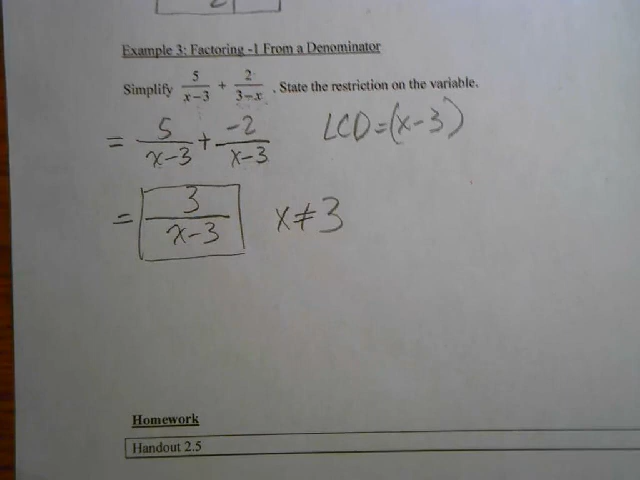 Example 3: Factoring -1 From a Denominator
Simplify 5/(x-3) + 2/(3-x). State the restriction on the variable.
= 5/(x-3) + -2/(x-3) LCD=(x-3)
= 3/(x-3) x≠3
Homework
Handout 2.5